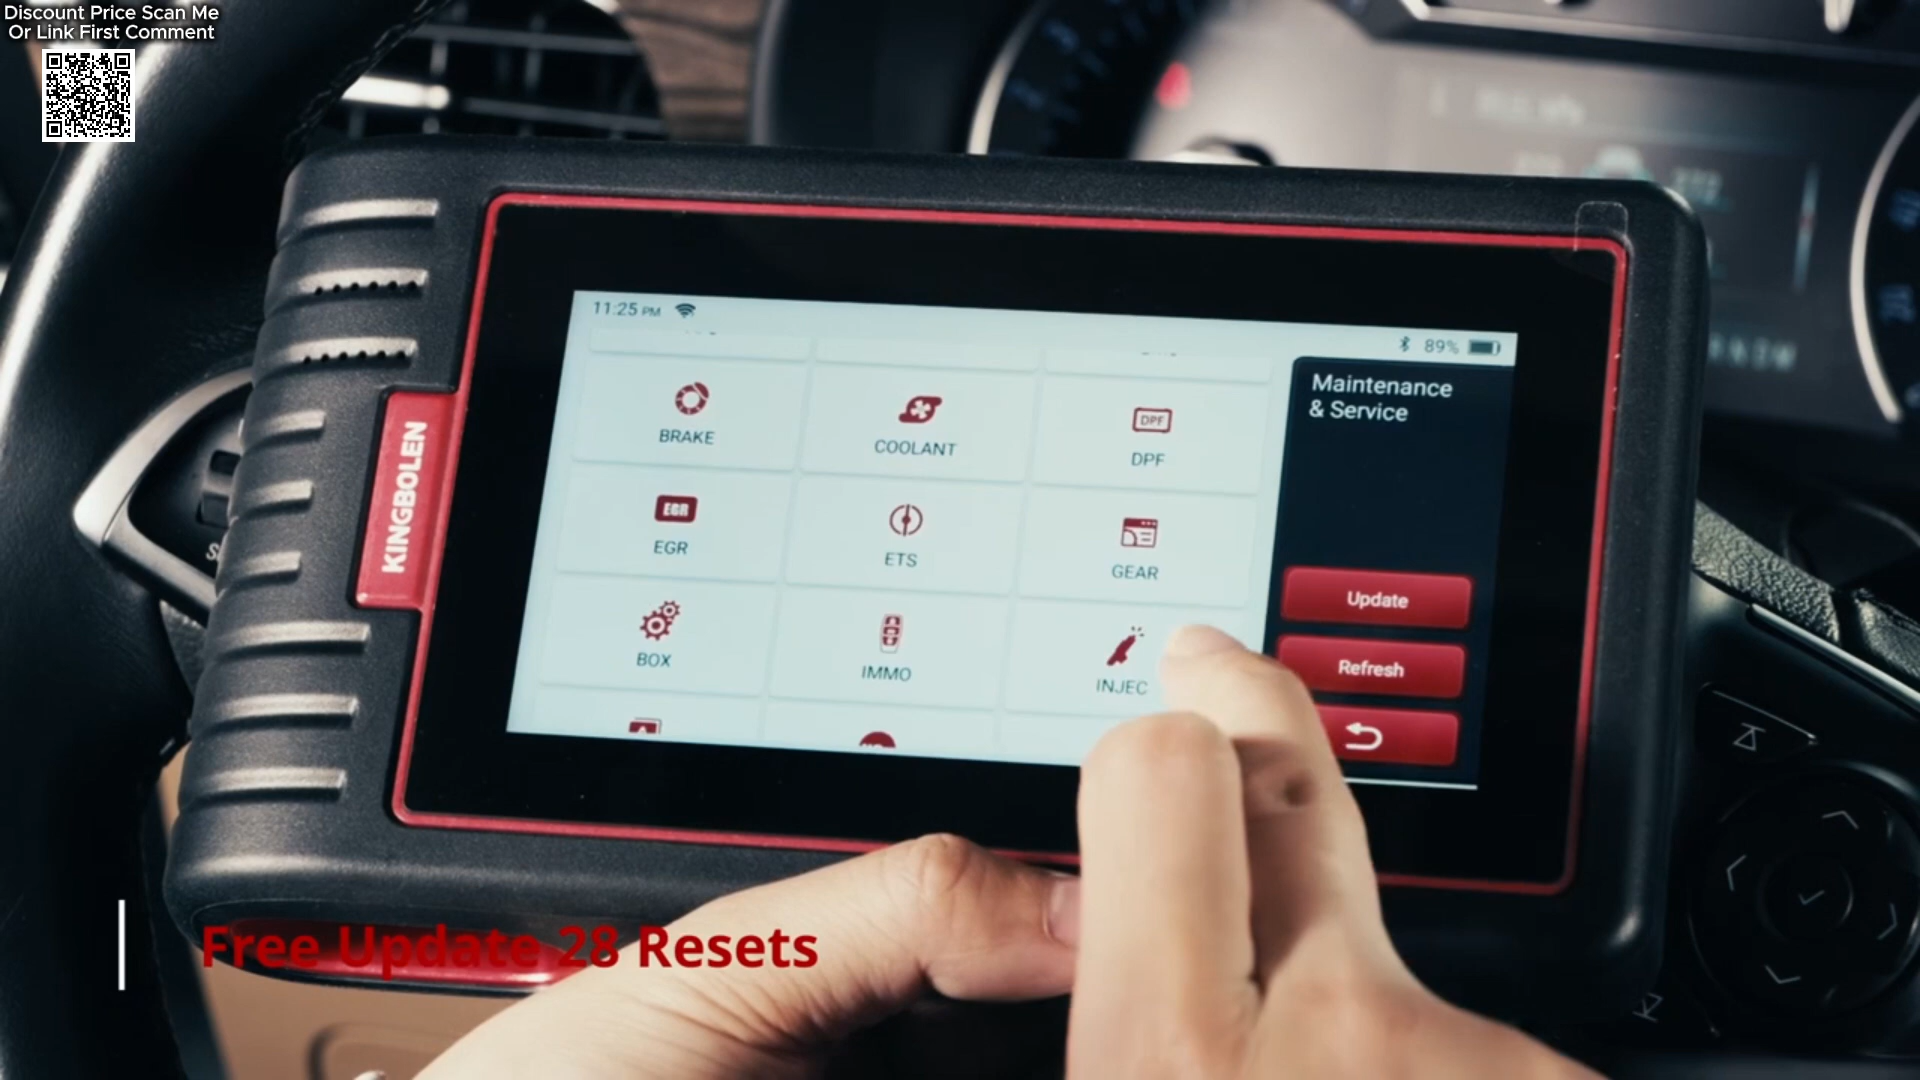 Discount Price Scan Me
Or Link First Comment
11:25 PM
89%
Maintenance
& Service
BRAKE
COOLANT
DPF
DPF
EGR
EGR
ETS
GEAR
BOX
IMMO
INJEC
Update
Refresh
KINGBOLEN
Free Update 28 Resets